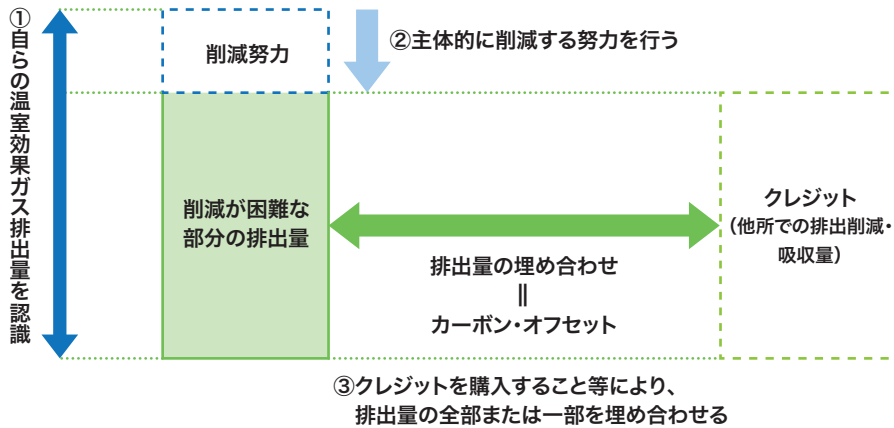 ①自らの温室効果ガス排出量を認識
削減努力
②主体的に削減する努力を行う
削減が困難な
部分の排出量
クレジット
(他所での排出削減・
吸収量)
排出量の埋め合わせ
||
カーボン・オフセット
③クレジットを購入すること等により、
排出量の全部または一部を埋め合わせる